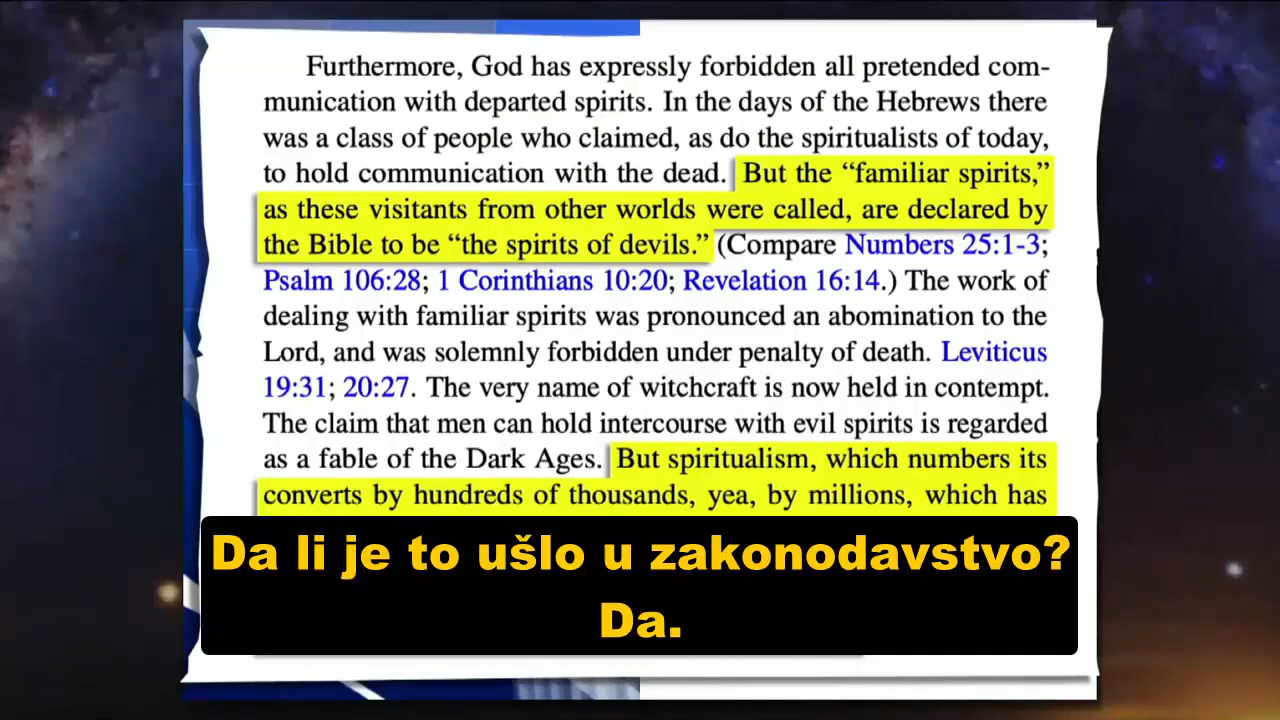 Furthermore, God has expressly forbidden all pretended com-
munication with departed spirits. In the days of the Hebrews there
was a class of people who claimed, as do the spiritualists of today,
to hold communication with the dead. But the “familiar spirits,”
as these visitants from other worlds were called, are declared by
the Bible to be “the spirits of devils.” (Compare Numbers 25:1-3;
Psalm 106:28; 1 Corinthians 10:20; Revelation 16:14.) The work of
dealing with familiar spirits was pronounced an abomination to the
Lord, and was solemnly forbidden under penalty of death. Leviticus
19:31; 20:27. The very name of witchcraft is now held in contempt.
The claim that men can hold intercourse with evil spirits is regarded
as a fable of the Dark Ages. But spiritualism, which numbers its
converts by hundreds of thousands, yea, by millions, which has
Da li je to ušlo u zakonodavstvo?
Da.